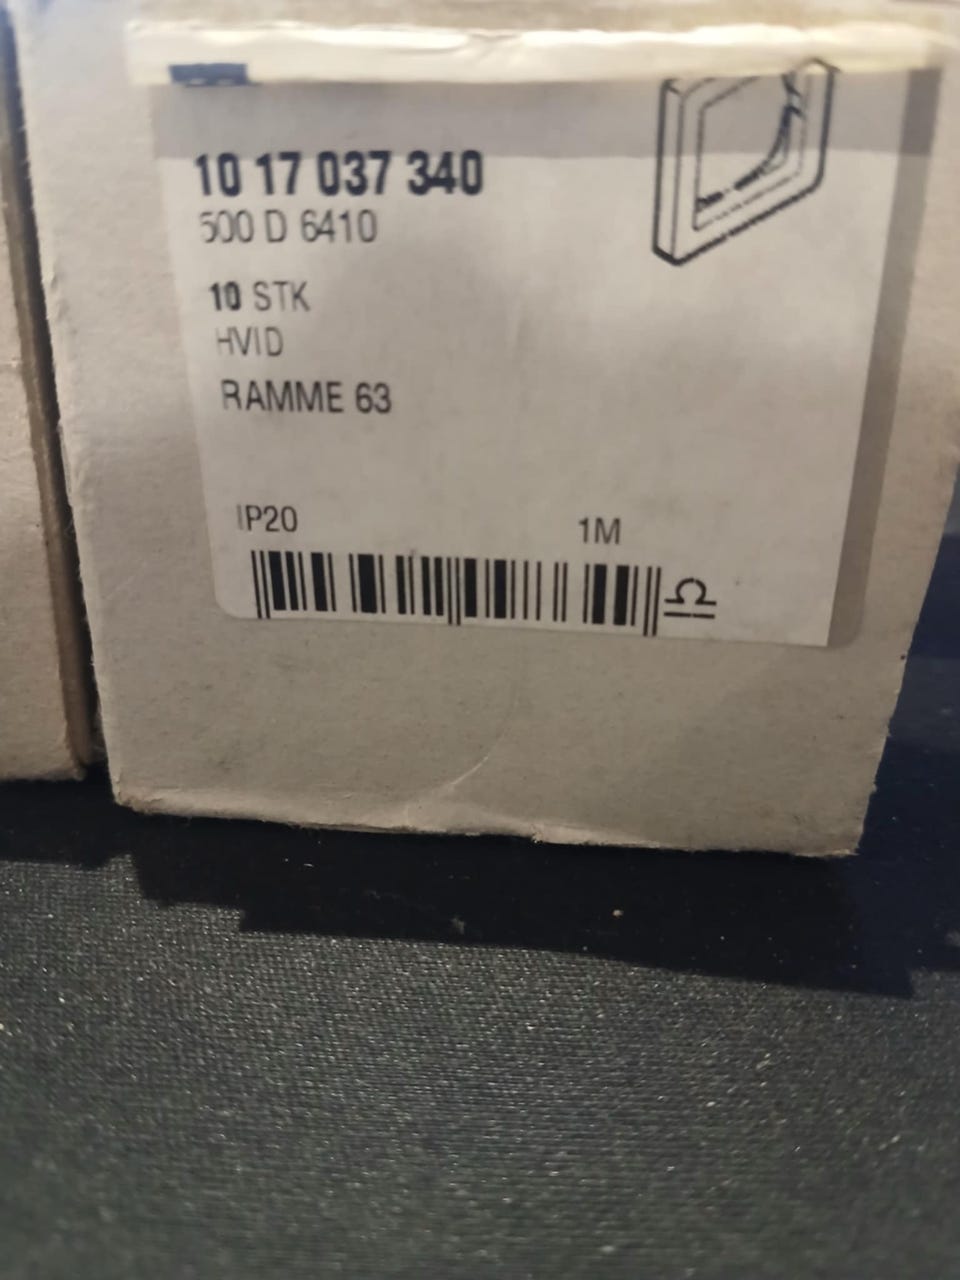 10 17 037 340
500 D 6410
10 STK
HVID
RAMME 63
IP20 1M